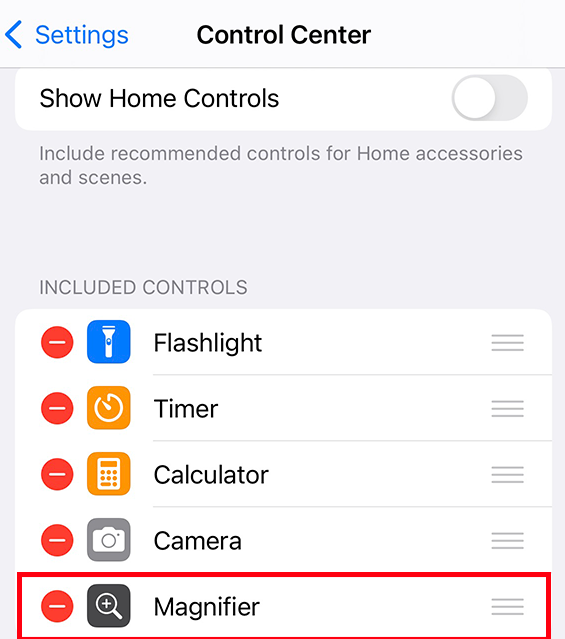 Settings
Control Center
Show Home Controls
Include recommended controls for Home accessories
and scenes.
INCLUDED CONTROLS
Flashlight
Timer
Calculator
Camera
Magnifier